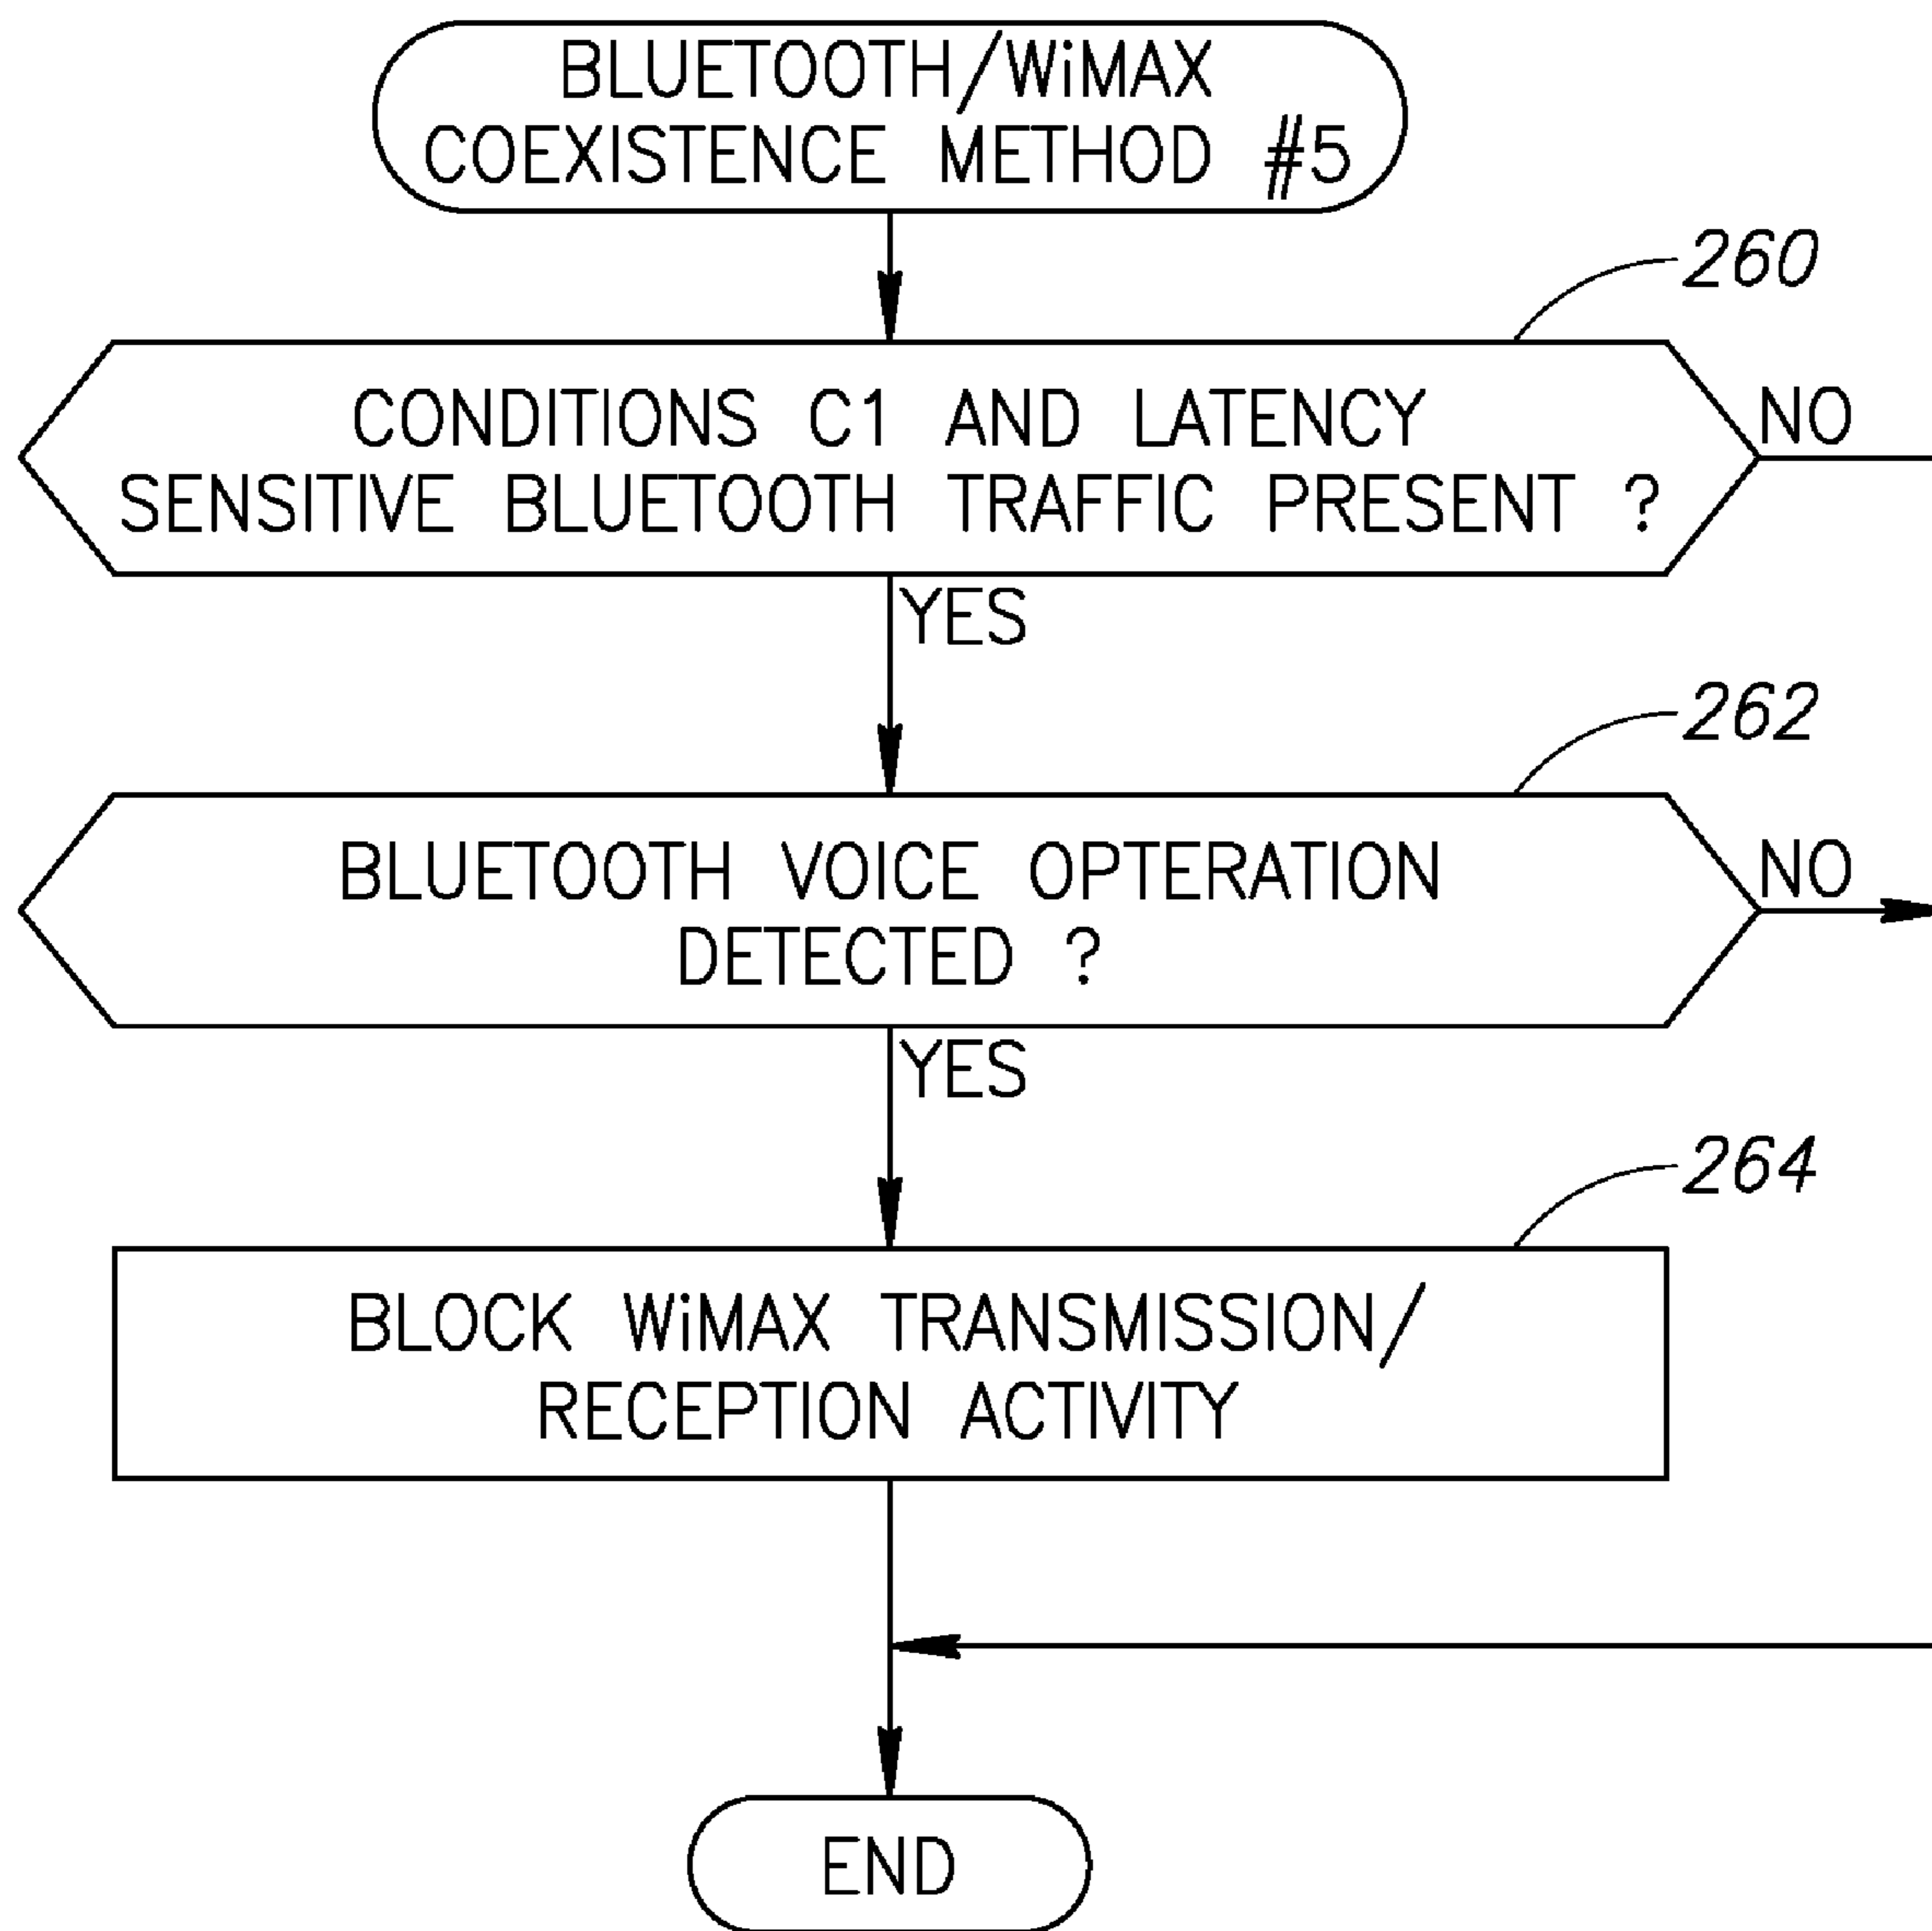 BLUETOOTH/WiMAX
COEXISTENCE METHOD #5
260
CONDITIONS C1 AND LATENCY
SENSITIVE BLUETOOTH TRAFFIC PRESENT ?
NO
YES
262
BLUETOOTH VOICE OPTERATION
DETECTED ?
NO
YES
264
BLOCK WiMAX TRANSMISSION/
RECEPTION ACTIVITY
END